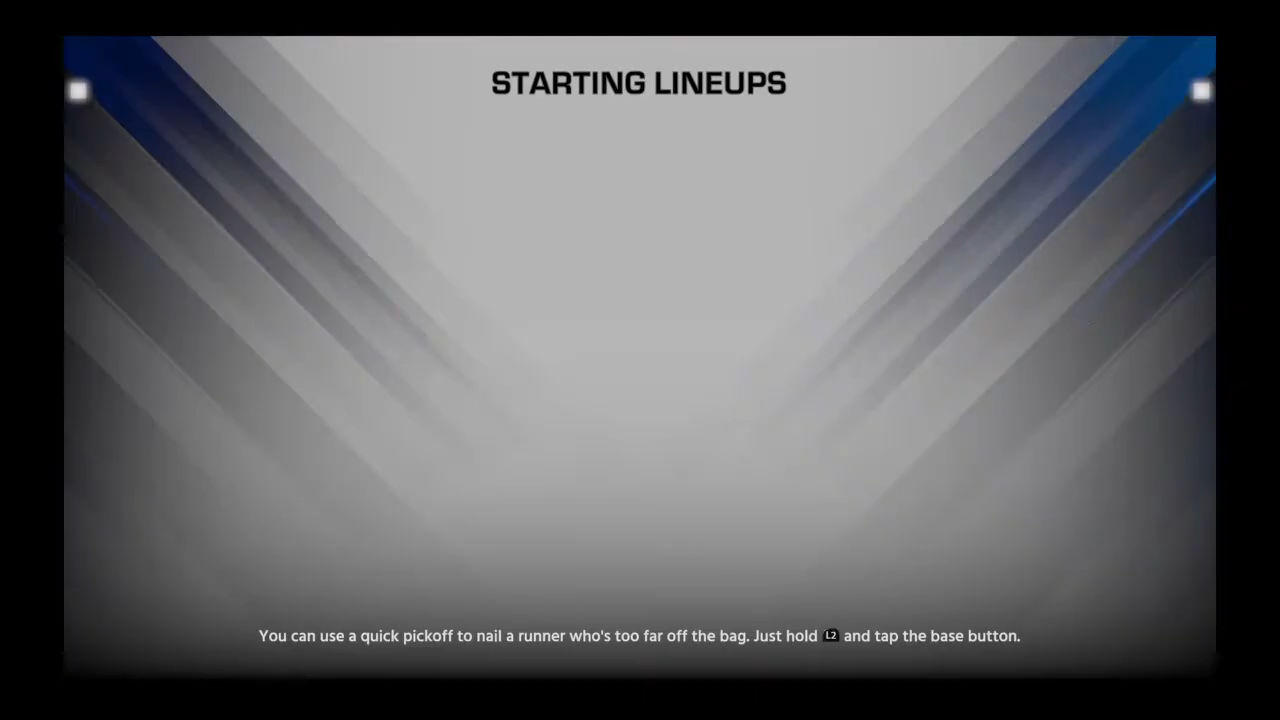 STARTING LINEUPS
You can use a quick pickoff to nail a runner who's too far off the bag. Just hold L2 and tap the base button.